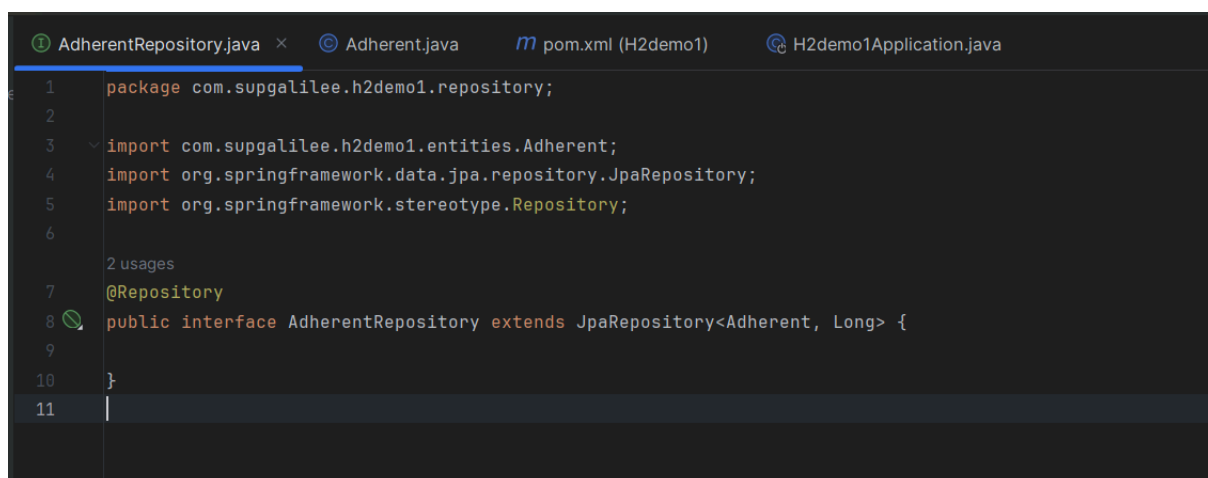 AdherentRepository.java × Adherent.java m pom.xml (H2demo1) H2demo1Application.java
1 package com.supgalilee.h2demo1.repository;
2
3 import com.supgalilee.h2demo1.entities.Adherent;
4 import org.springframework.data.jpa.repository.JpaRepository;
5 import org.springframework.stereotype.Repository;
6
2 usages
7 @Repository
8 public interface AdherentRepository extends JpaRepository<Adherent, Long> {
9
10 }
11